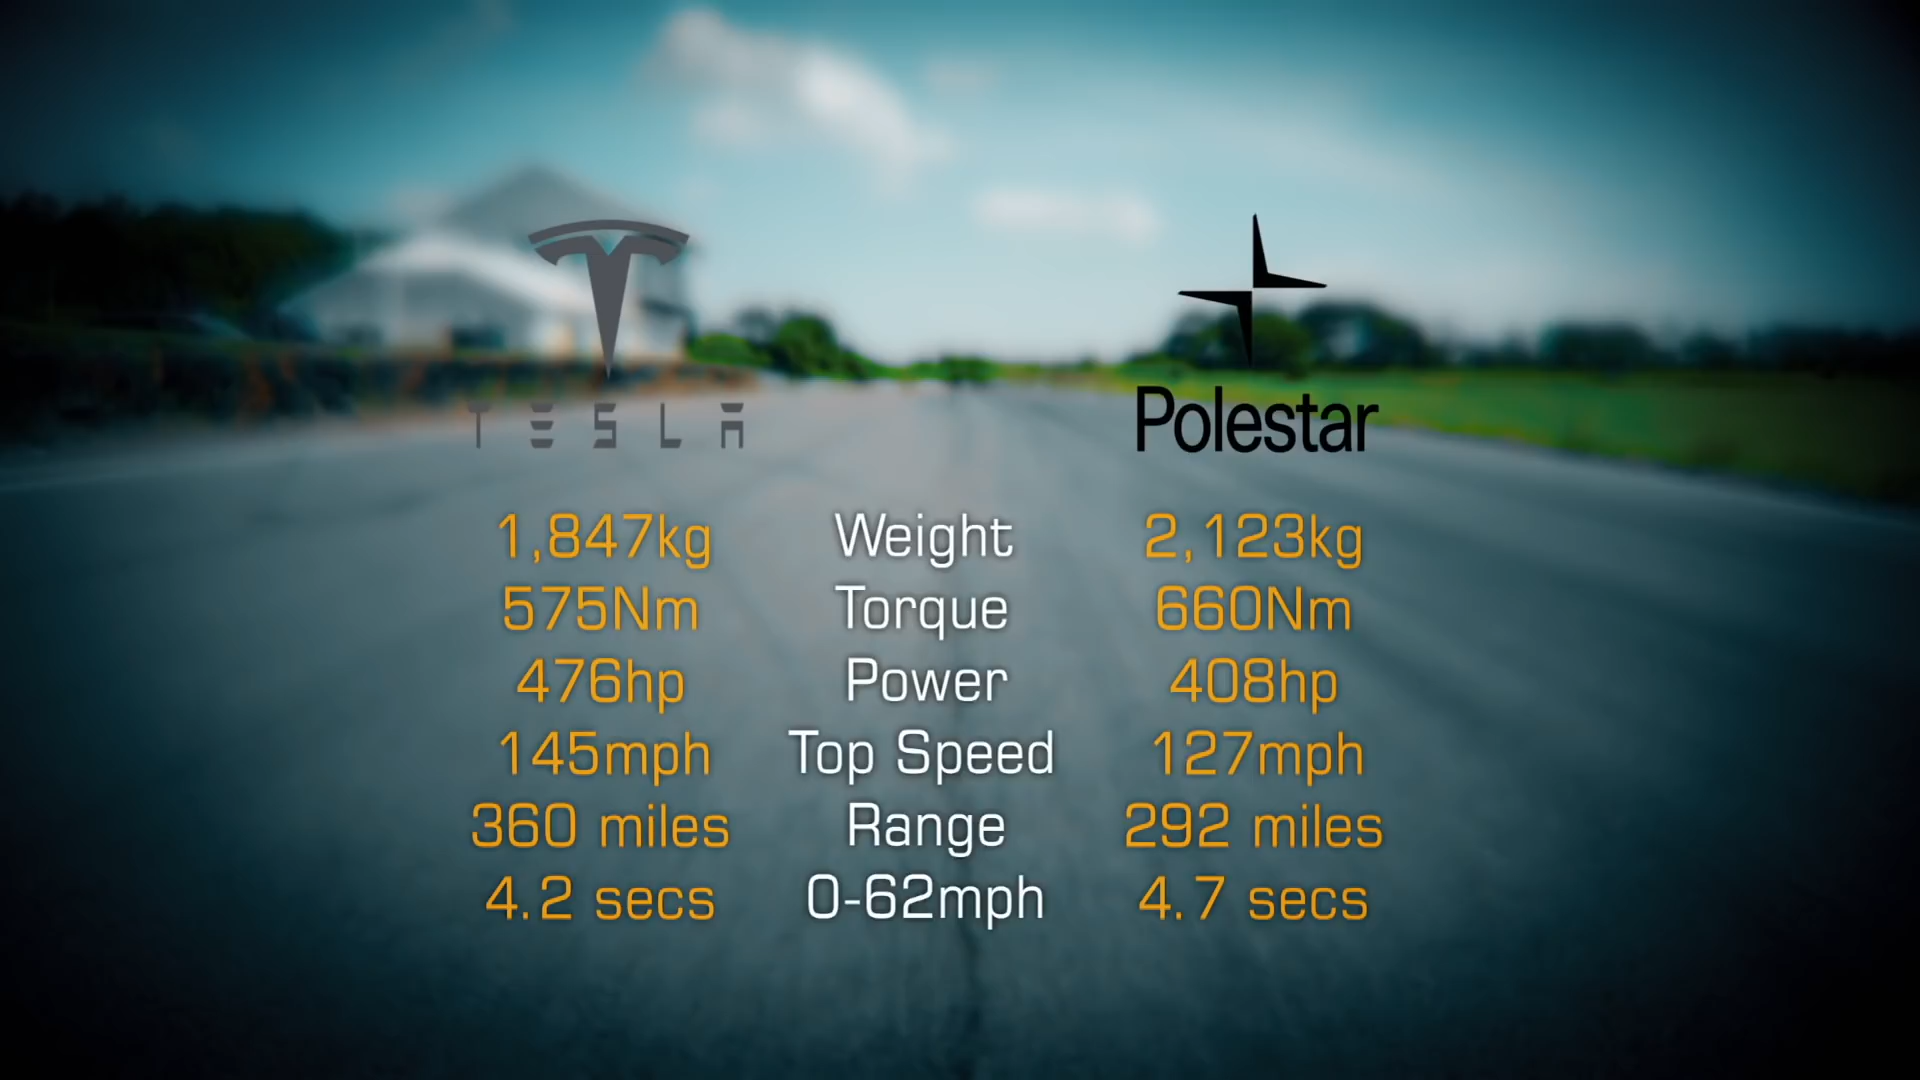 TESLA Polestar
1,847kg Weight 2,123kg
575Nm Torque 660Nm
476hp Power 408hp
145mph Top Speed 127mph
360 miles Range 292 miles
4.2 secs 0-62mph 4.7 secs